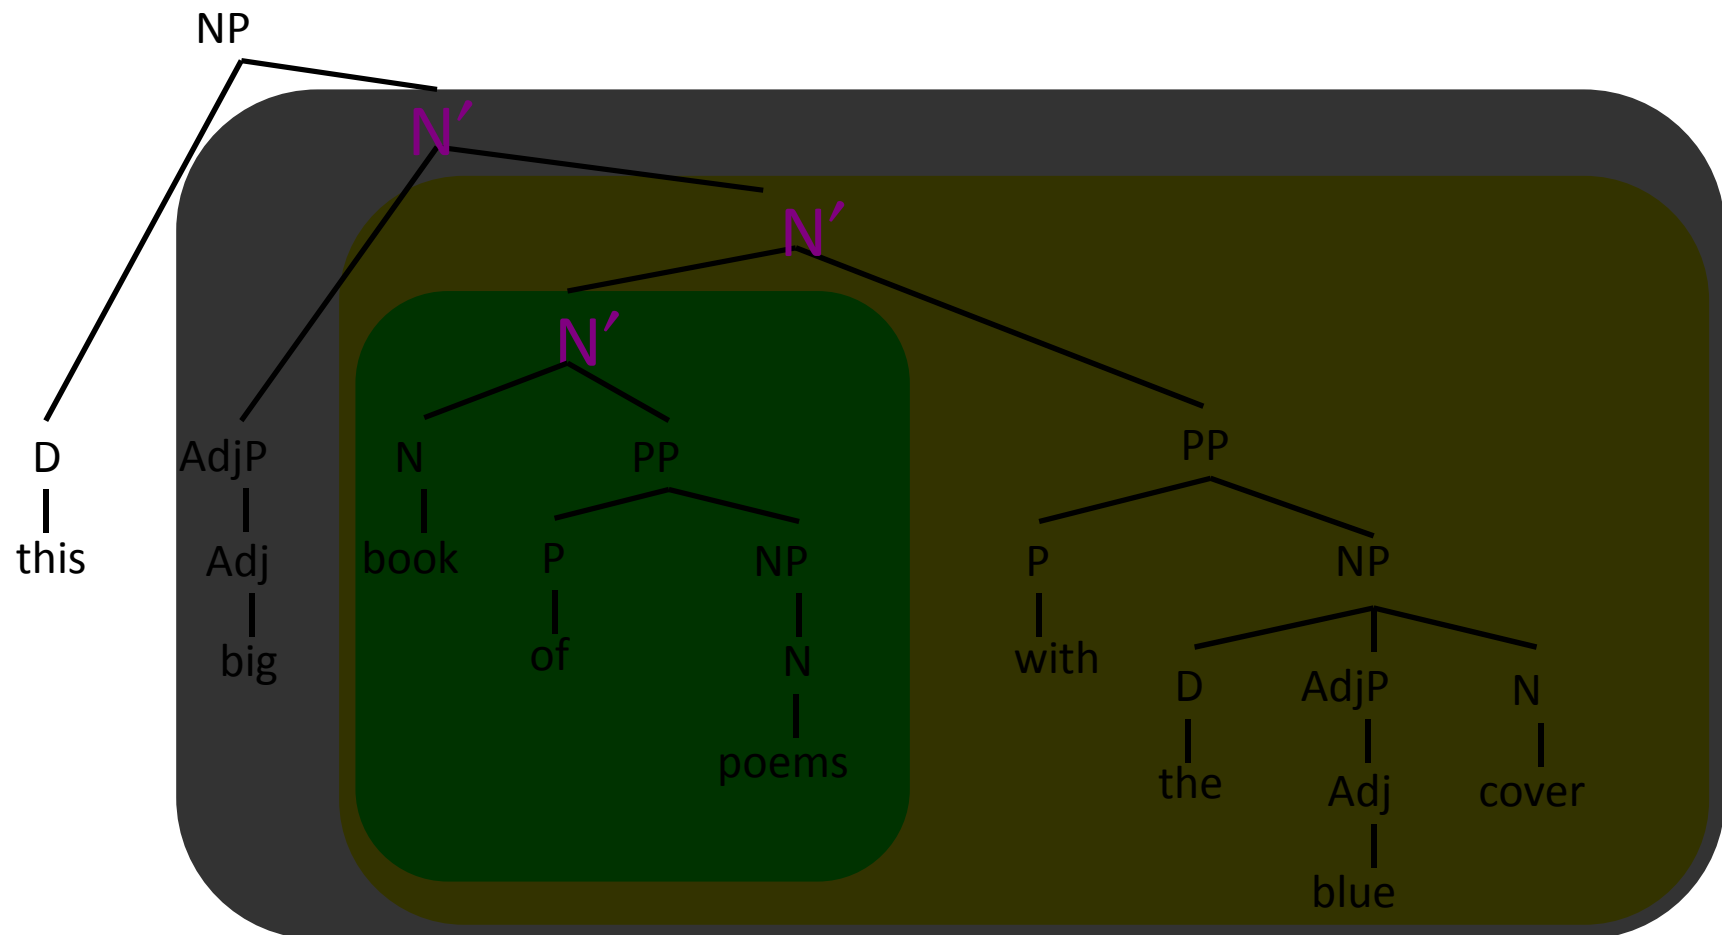 NP
N′
N′
N′
D AdjP N PP PP
this Adj book P NP P NP
big of N with D AdjP N
poems the Adj cover
blue